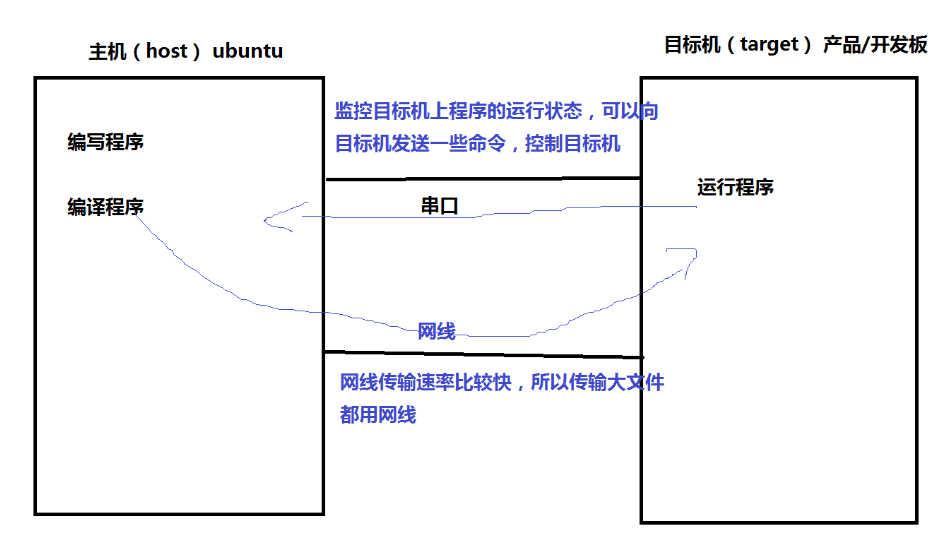 主机（host） ubuntu
目标机（target） 产品/开发板
监控目标机上程序的运行状态，可以向
目标机发送一些命令，控制目标机
编写程序
运行程序
编译程序
串口
网线
网线传输速率比较快，所以传输大文件
都用网线